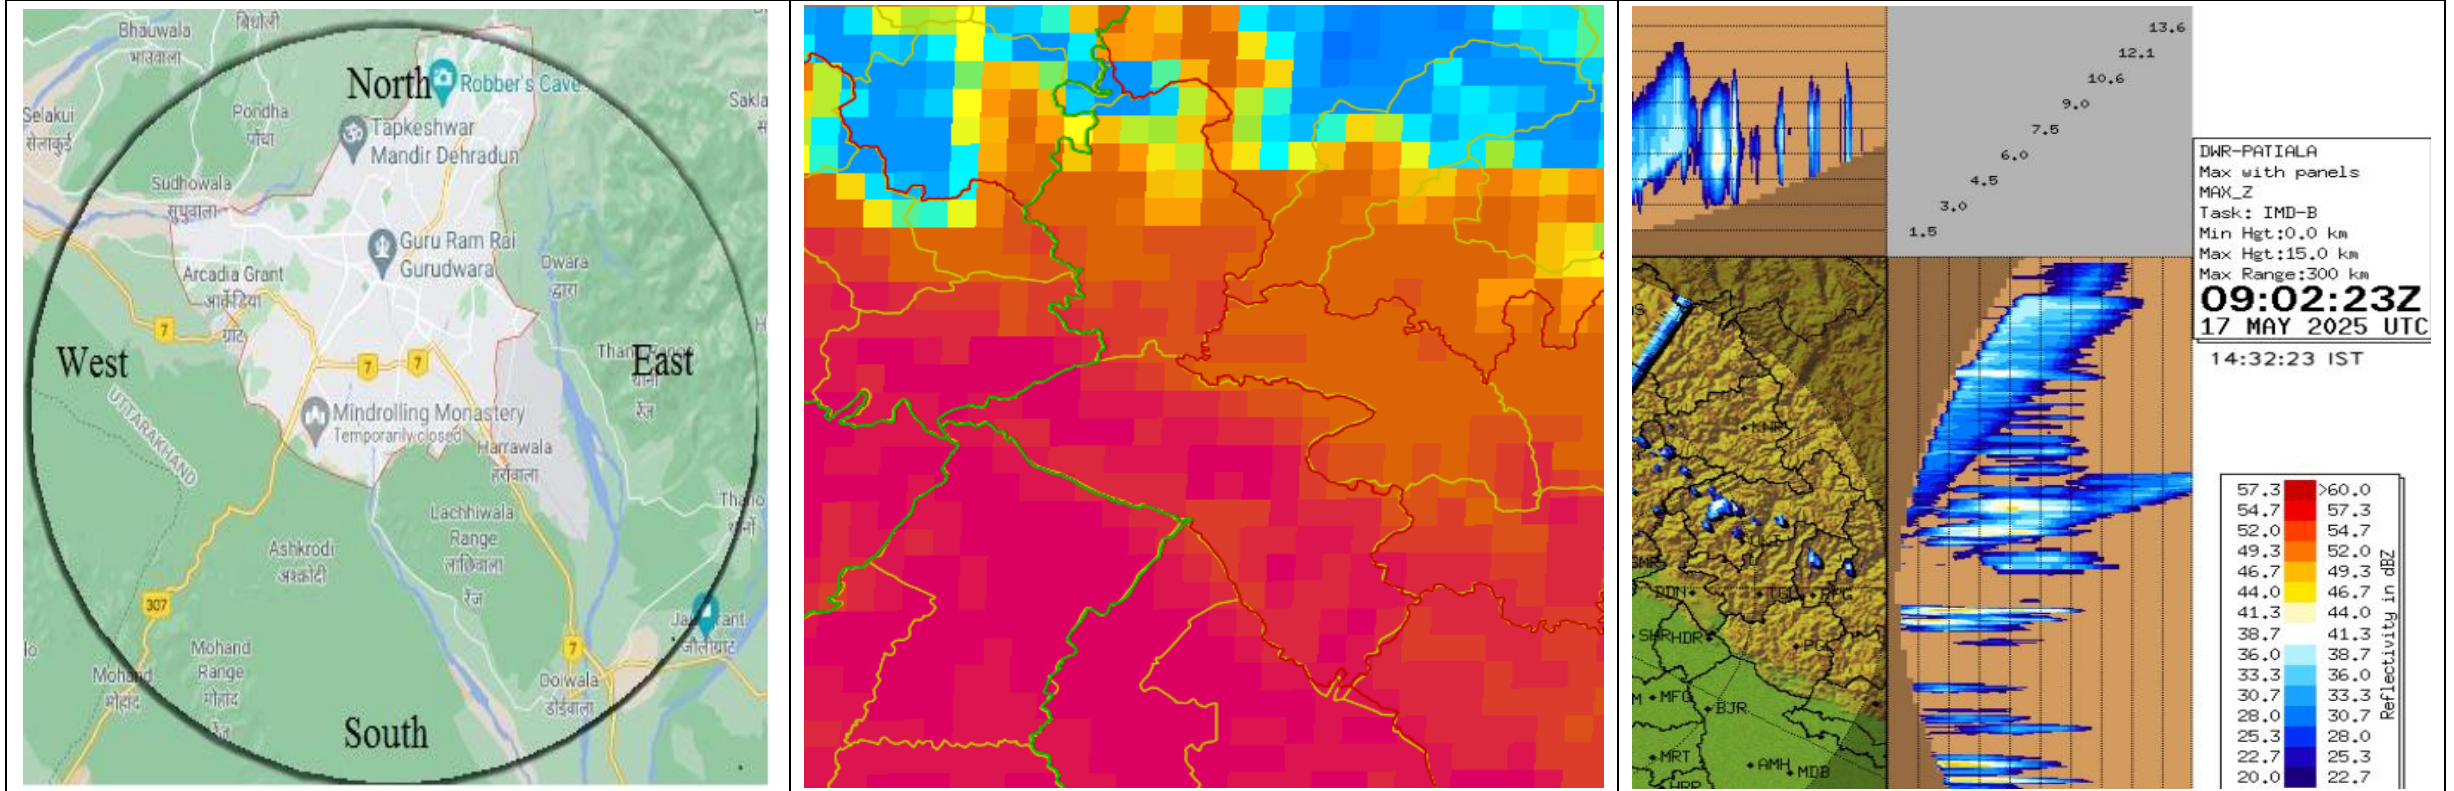 Bhauwala
भाउवाला
बिधोली
North
Robber's Cave
Selakui
सेलाकुई
Pondha
पोंधा
Sakla
Tapkeshwar
Mandir Dehradun
Sudhowala
Guru Ram Rai
Gurudwara
Arcadia Grant
आर्केडिया
ग्रांट
Dwara
द्वारा
7
West
East
7
7
UTTARAKHAND
Mindrolling Monastery
Temporarily closed
Harrawala
हर्रावाला
रेंज
Thano
थानों
Lachhiwala
Range
लाछिवाला
रेंज
Ashkrodi
अश्क्रोदी
307
7
जौलीग्रांट
Mohand
मोहांद
Mohand
Range
मोहांद
रेंज
Doiwala
डोईवाला
South
13.6
12.1
10.6
9.0
7.5
6.0
4.5
3.0
1.5
DWR-PATIALA
Max with panels
MAX_Z
Task: IMD-B
Min Hgt:0.0 km
Max Hgt:15.0 km
Max Range:300 km
09:02:23Z
17 MAY 2025 UTC
14:32:23 IST
KNR
DDN
SHR HDR
MFG
BJR
MRT
AMH
MDB
57.3 >60.0
54.7 57.3
52.0 54.7
49.3 52.0
46.7 49.3
44.0 46.7
41.3 44.0
38.7 41.3
36.0 38.7
33.3 36.0
30.7 33.3
28.0 30.7
25.3 28.0
22.7 25.3
20.0 22.7
Reflectivity in dBZ